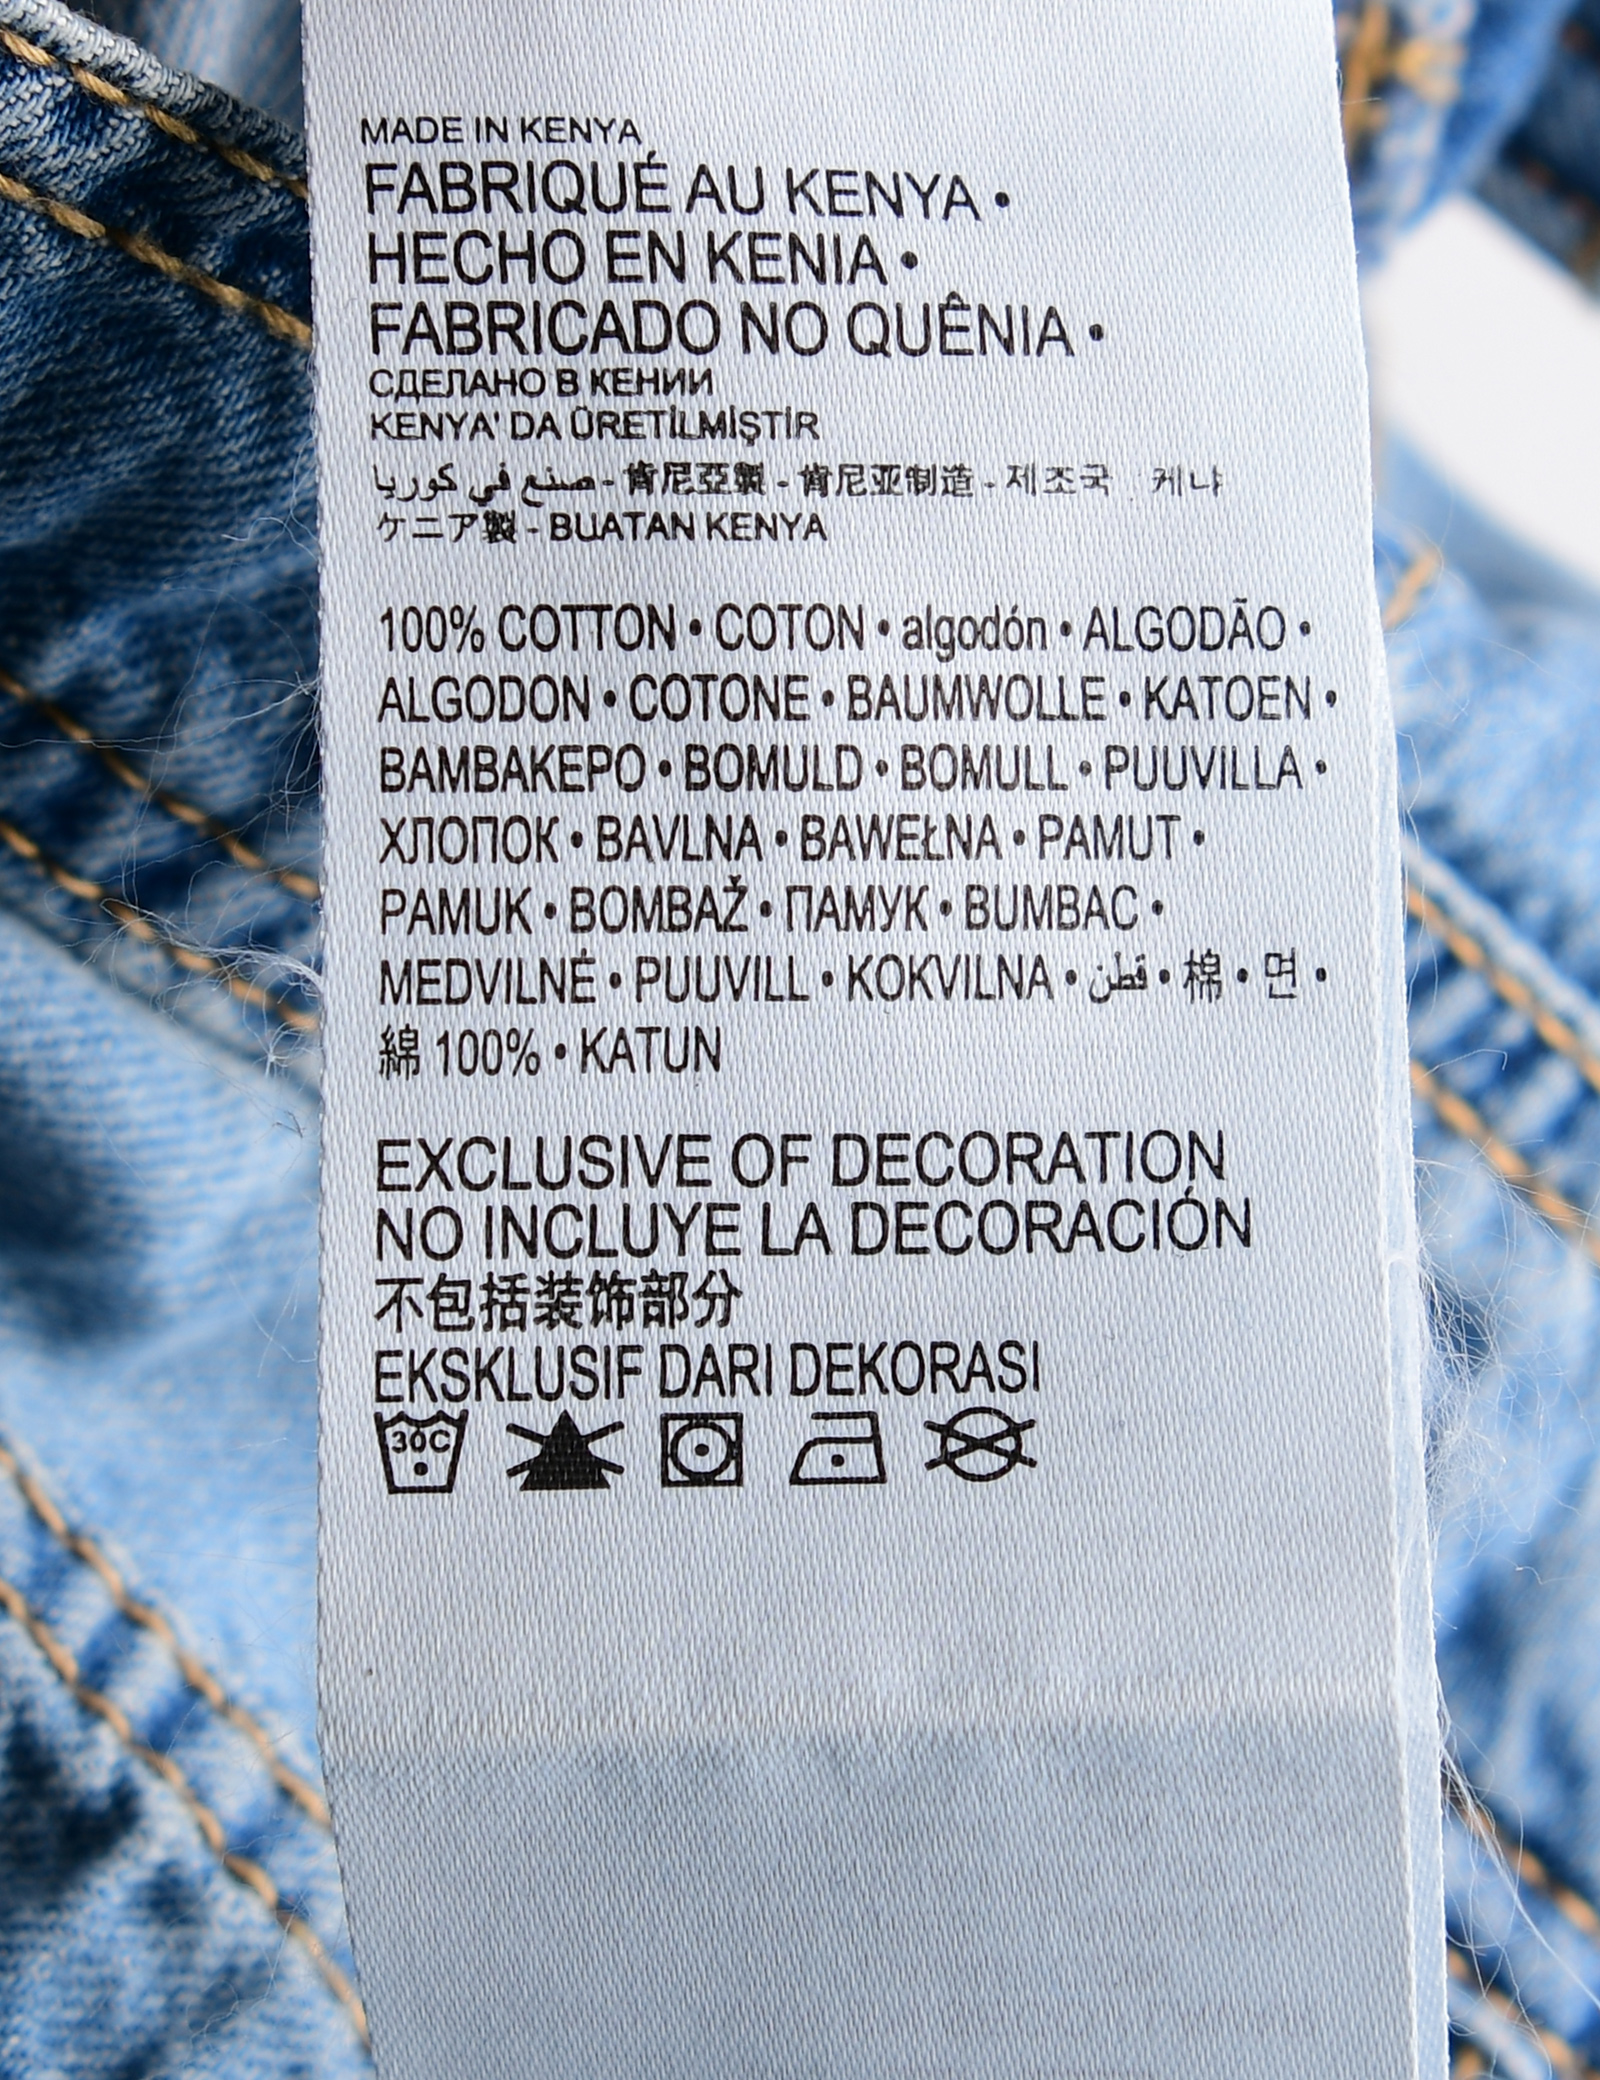 MADE IN KENYA
FABRIQUÉ AU KENYA •
HECHO EN KENIA •
FABRICADO NO QUÊNIA •
СДЕЛАНО В КЕНИИ
KENYA' DA ÜRETİLMİŞTİR
صنع في كوريا - 肯尼亞製 - 肯尼亚制造 - 제조국 케냐
ケニア製 - BUATAN KENYA
100% COTTON • COTON • algodón • ALGODÃO •
ALGODON • COTONE • BAUMWOLLE • KATOEN •
BAMBAKEPO • BOMULD • BOMULL • PUUVILLA •
ХЛОПОК • BAVLNA • BAWEŁNA • PAMUT •
PAMUK • BOMBAŽ • ПАМУК • BUMBAC •
MEDVILNĖ • PUUVILL • KOKVILNA • قطن • 棉 • 면 •
綿 100% • KATUN
EXCLUSIVE OF DECORATION
NO INCLUYE LA DECORACIÓN
不包括装饰部分
EKSKLUSIF DARI DEKORASI
30C